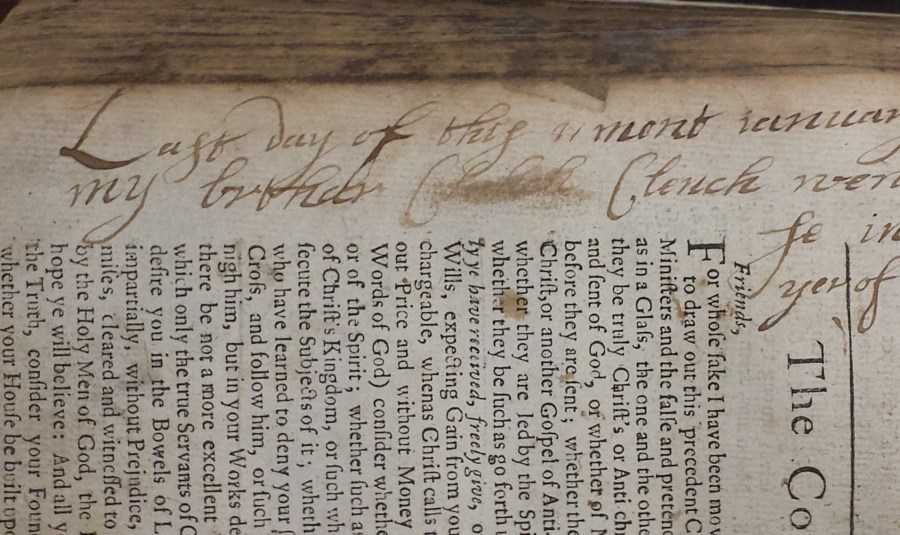 Last day of this mont ianuar
my brothar Clouck wen
se in
yer of
The Co
Friends,
For whose sake I have been mov
to draw out this precedent C
Ministers and the false and preten
as in a Glass, the one and the othe
they be truly Christ's or Anti-chr
and sent of God, or whether of M
before they are sent; whether the
Christ, or another Gospel of Anti-
whether they are led by the Spi
whether they be such as go forth
ly ye have received, freely give, o
Wills, expecting Gain from you
chargeable, whenas Christ calls t
out Price and without Money
Words of God) consider whethe
or of the Spirit; whether such as
of Christ's Kingdom, or such wh
secute the Subjects of it; wheth
who have learned to deny your
Cross, and follow him, or such
nigh him, but in your Works de
there be not a more excellent
which only the true Servants of C
desire you in the Bowels of L
impartially, without Prejudice,
mises, cleared and witnessed to
by the Holy Men of God, the
hope ye will believe: And all y
the Truth, consider your Foun
whether your House be built upo